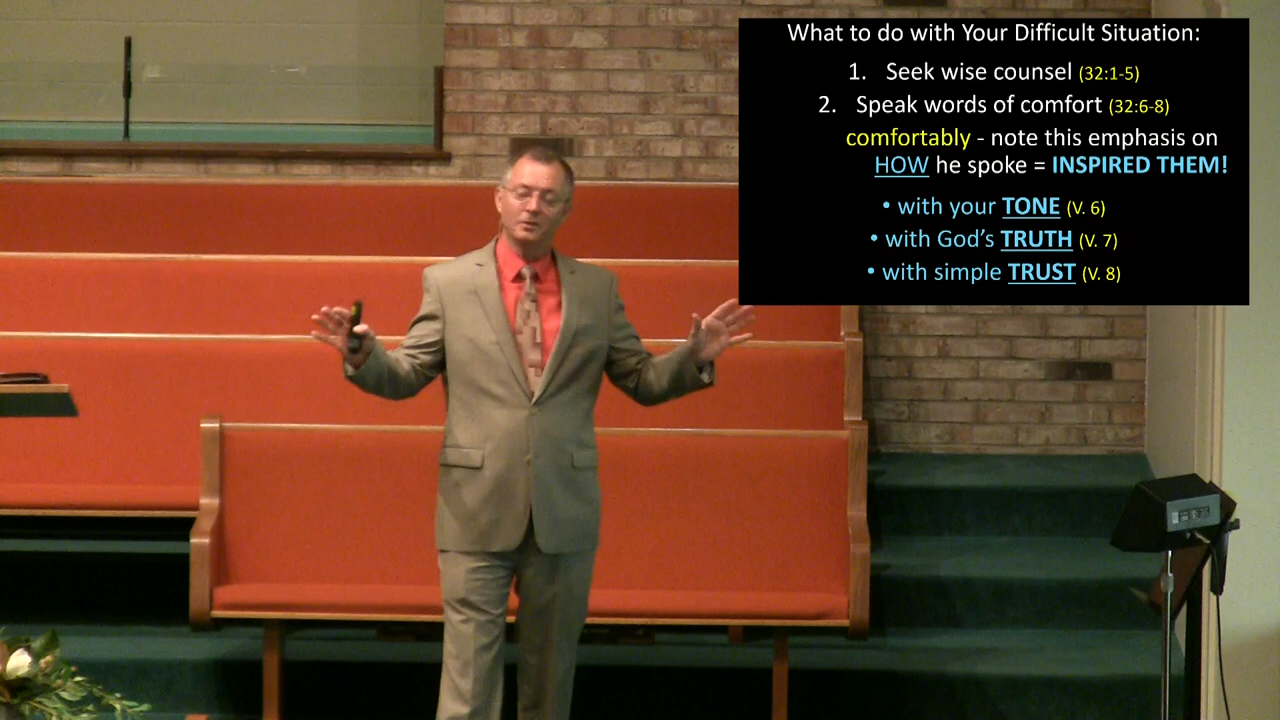 What to do with Your Difficult Situation:
1. Seek wise counsel (32:1-5)
2. Speak words of comfort (32:6-8)
comfortably - note this emphasis on
HOW he spoke = INSPIRED THEM!
• with your TONE (V. 6)
• with God's TRUTH (V. 7)
• with simple TRUST (V. 8)